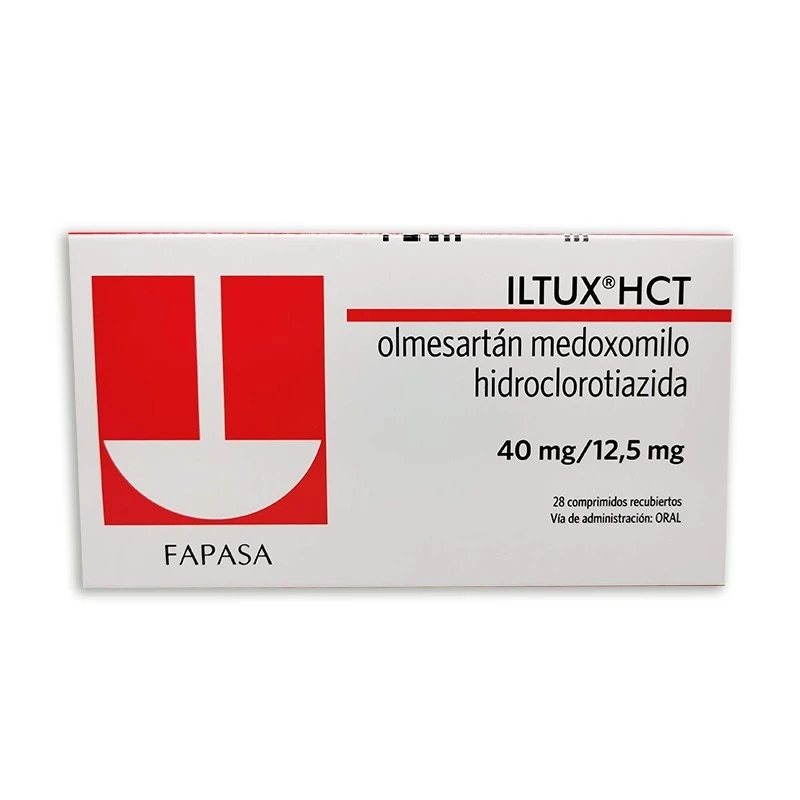 ILTUX® HCT
olmesartán medoxomilo
hidroclorotiazida
40 mg/12,5 mg
28 comprimidos recubiertos
Vía de administración: ORAL
FAPASA